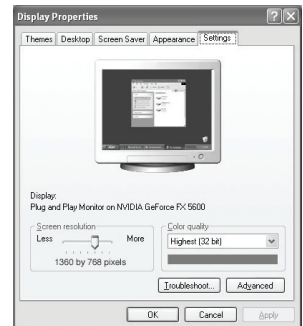 Display Properties
Themes Desktop Screen Saver Appearance Settings
Display:
Plug and Play Monitor on NVIDIA GeForce FX 5600
Screen resolution
Less More
1360 by 768 pixels
Color quality
Highest (32 bit)
Troubleshoot... Advanced
OK Cancel Apply